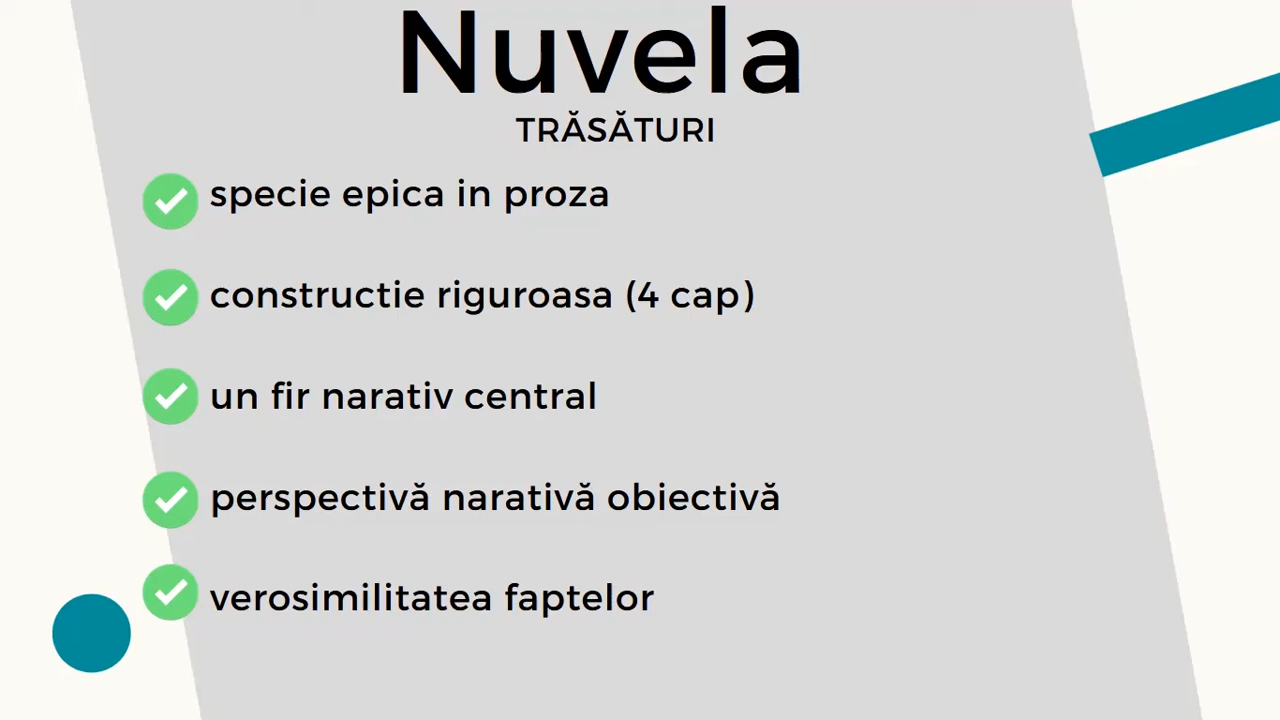 Nuvela
TRĂSĂTURI
specie epica in proza
constructie riguroasa (4 cap)
un fir narativ central
perspectivă narativă obiectivă
verosimilitatea faptelor